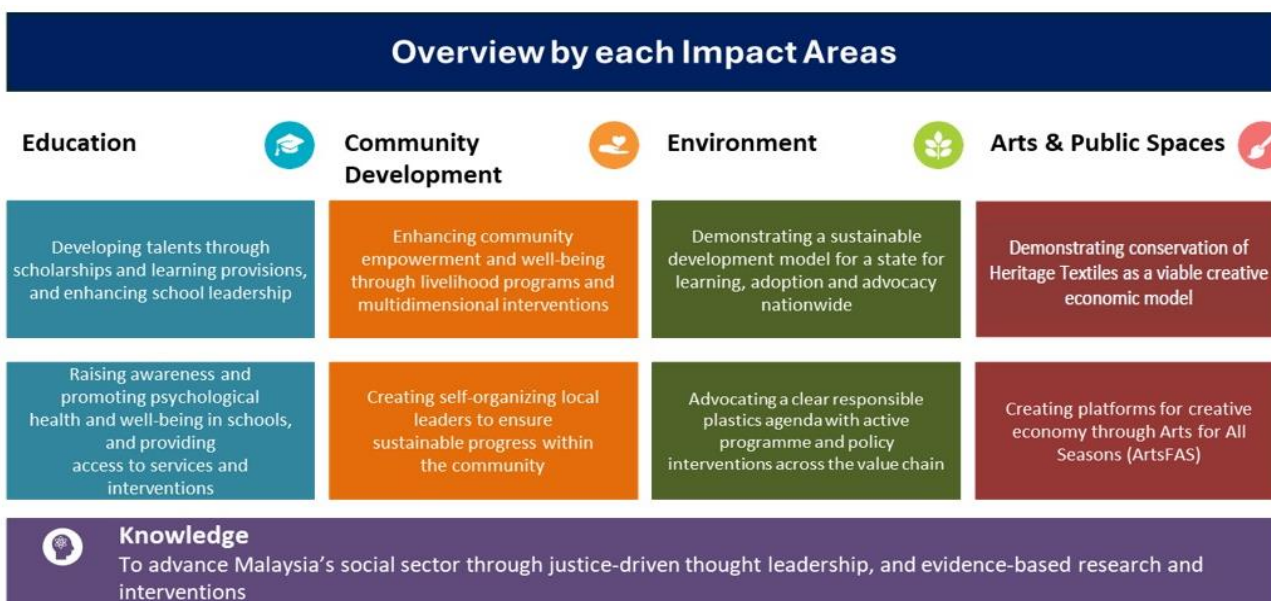 Overview by each Impact Areas
Education
Community
Development
Environment
Arts & Public Spaces
Developing talents through
scholarships and learning provisions,
and enhancing school leadership
Enhancing community
empowerment and well-being
through livelihood programs and
multidimensional interventions
Demonstrating a sustainable
development model for a state for
learning, adoption and advocacy
nationwide
Demonstrating conservation of
Heritage Textiles as a viable creative
economic model
Raising awareness and
promoting psychological
health and well-being in schools,
and providing
access to services and
interventions
Creating self-organizing local
leaders to ensure
sustainable progress within
the community
Advocating a clear responsible
plastics agenda with active
programme and policy
interventions across the value chain
Creating platforms for creative
economy through Arts for All
Seasons (ArtsFAS)
Knowledge
To advance Malaysia's social sector through justice-driven thought leadership, and evidence-based research and
interventions